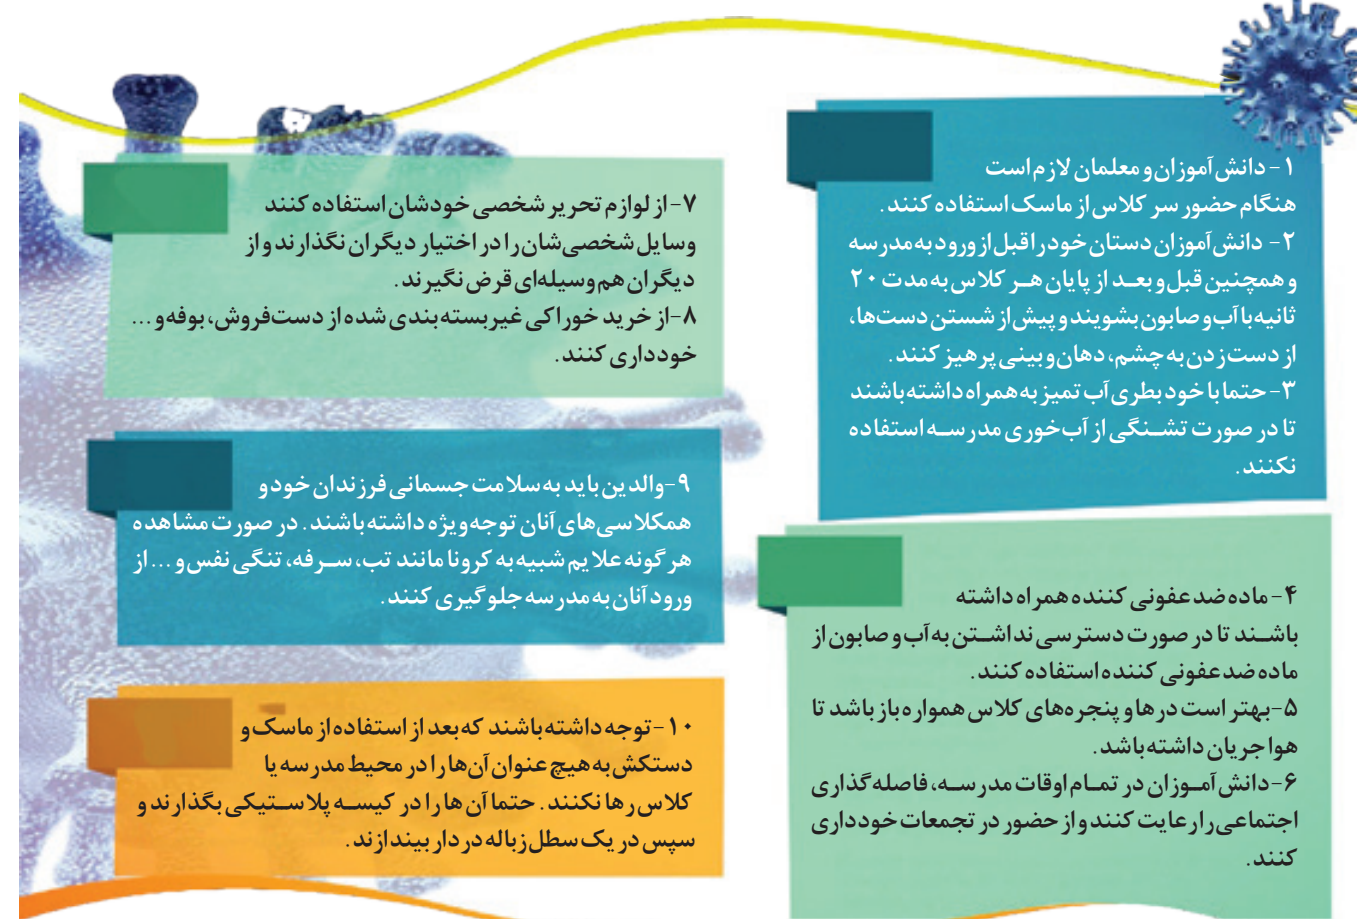 ۱- دانش‌آموزان و معلمان لازم است
هنگام حضور سر کلاس از ماسک استفاده کنند.
۲- دانش‌آموزان دستان خود را قبل از ورود به مدرسه
و همچنین قبل و بعد از پایان هر کلاس به مدت ۲۰
ثانیه با آب و صابون بشویند و پیش از شستن دست‌ها،
از دست زدن به چشم، دهان و بینی پرهیز کنند.
۳- حتما با خود بطری آب تمیز به همراه داشته باشند
تا در صورت تشنگی از آب‌خوری مدرسه استفاده
نکنند.
۴- ماده ضد عفونی کننده همراه داشته
باشند تا در صورت دسترسی نداشتن به آب و صابون از
ماده ضدعفونی کننده استفاده کنند.
۵-بهتر است درها و پنجره‌های کلاس همواره باز باشد تا
هوا جریان داشته باشد.
۶-دانش‌آموزان در تمام اوقات مدرسه، فاصله گذاری
اجتماعی را رعایت کنند و از حضور در تجمعات خودداری
کنند.
۷-از لوازم تحریر شخصی خودشان استفاده کنند
وسایل شخصی‌شان را در اختیار دیگران نگذارند و از
دیگران هم وسیله‌ای قرض نگیرند.
۸-از خرید خوراکی غیربسته‌بندی شده از دست‌فروش، بوفه و ...
خودداری کنند.
۹-والدین باید به سلامت جسمانی فرزندان خود و
همکلاسی‌های آنان توجه ویژه داشته باشند. در صورت مشاهده
هر گونه علایم شبیه به کرونا مانند تب، سرفه، تنگی نفس و ... از
ورود آنان به مدرسه جلوگیری کنند.
۱۰-توجه داشته باشند که بعد از استفاده از ماسک و
دستکش به هیچ عنوان آن‌ها را در محیط مدرسه یا
کلاس رها نکنند. حتما آن ها را در کیسه پلاستیکی بگذارند و
سپس در یک سطل زباله در دار بیندازند.